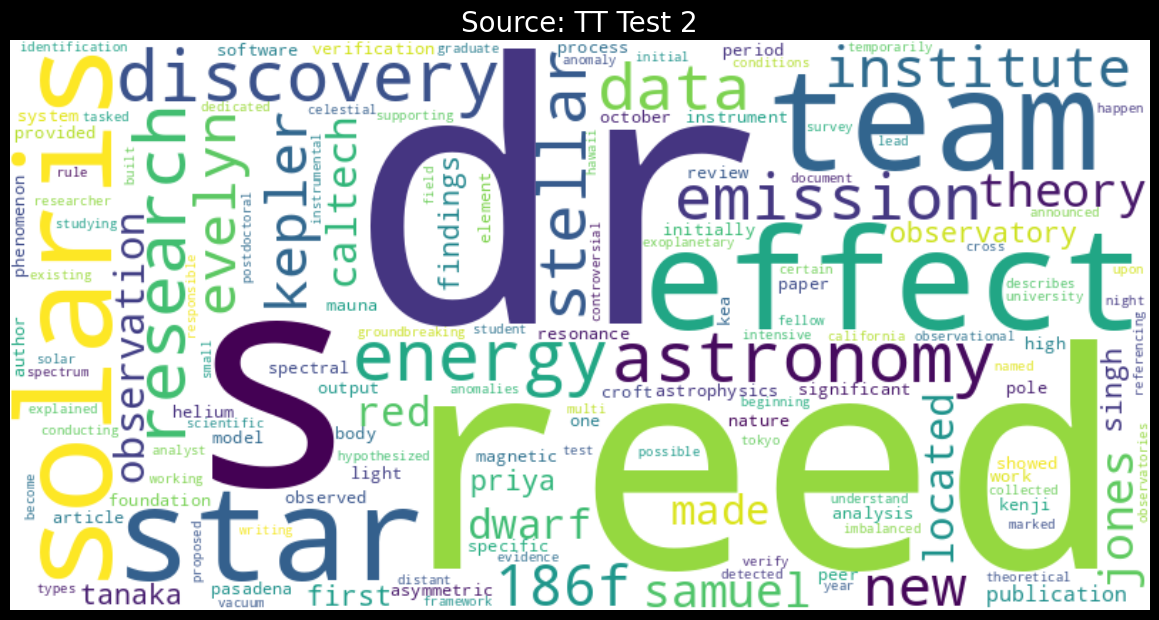 Source: TT Test 2
identification
software
verification
graduate
process
anomaly
initial
period
conditions
temporarily
solaris
discovery
dr
stellar
data
institute
team
system
tasked
provided
dedicated
celestial
supporting
october
instrument
survey
lead
happen
research
evelyn
kepler
caltech
instrumental
hawaii
rule
built
researcher
studying
phenomenon
existing
observation
postdoctoral
responsible
findings
field
element
controversial
review
document
emission
theory
announced
initially
exoplanetary
observatory
cross
effect
certain
paper
describes
university
upon
night
referencing
mauna
kea
fellow
groundbreaking
student
resonance
intensive
california
observational
high
named
author
solar
spectrum
small
s
spectral
energy
astronomy
output
anomalies
croft
astrophysics
significant
pole
singh
explained
conducting
helium
scientific
model
body
red
reed
multi
one
beginning
nature
tokyo
located
analyst
hypothesized
light
magnetic
test
possible
working
become
foundation
article
observed
star
writing
proposed
priya
dwarf
specific
evidence
made
understand
analysis
imbalanced
showed
work
collected
kenji
marked
jones
observatories
verify
detected
types
tanaka
pasadena
vacuum
first
distant
asymmetric
framework
186f
samuel
peer
year
new
theoretical
publication